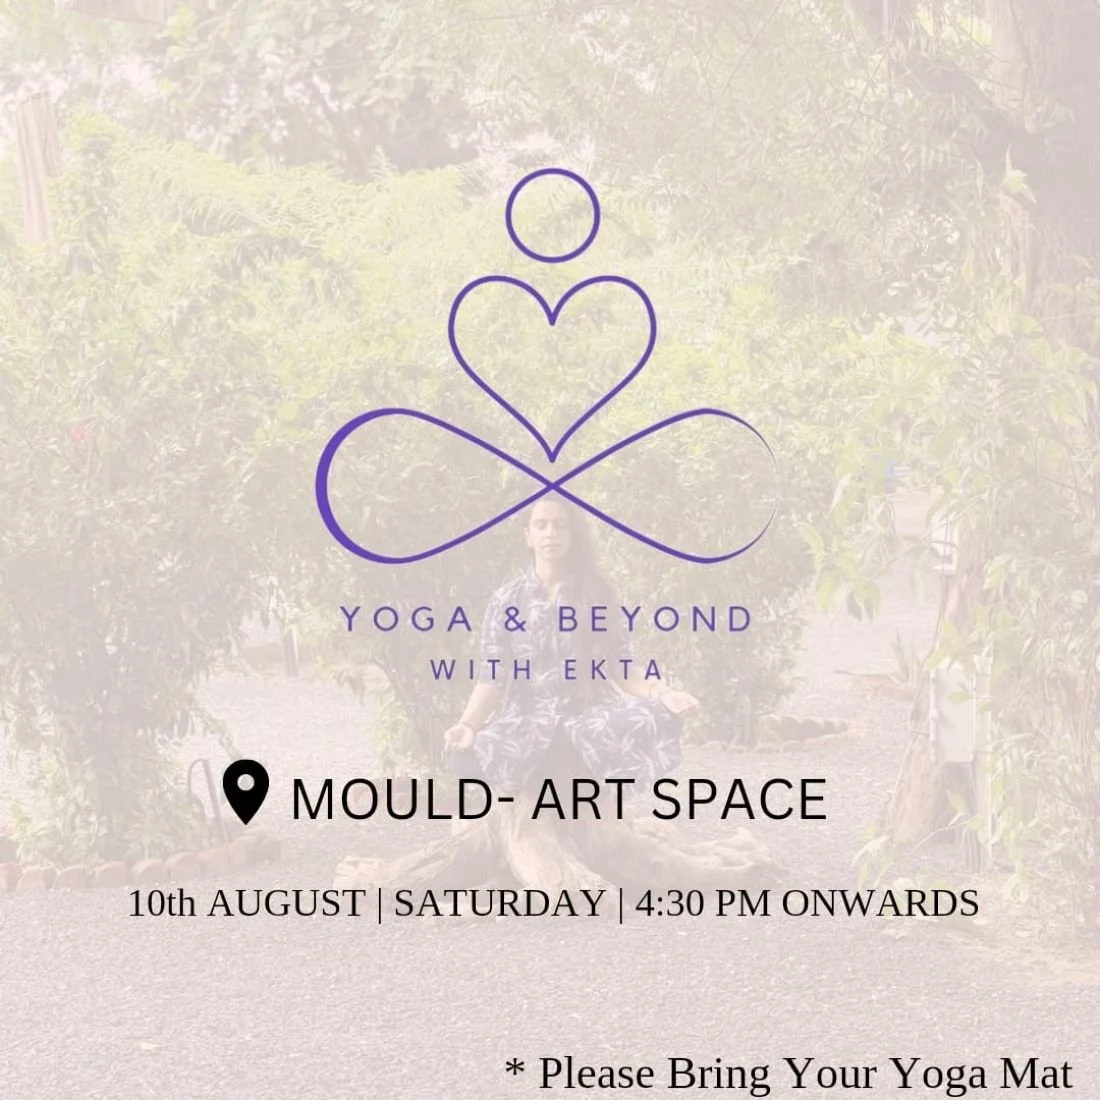 YOGA & BEYOND
WITH EKTA
MOULD- ART SPACE
10th AUGUST | SATURDAY | 4:30 PM ONWARDS
* Please Bring Your Yoga Mat